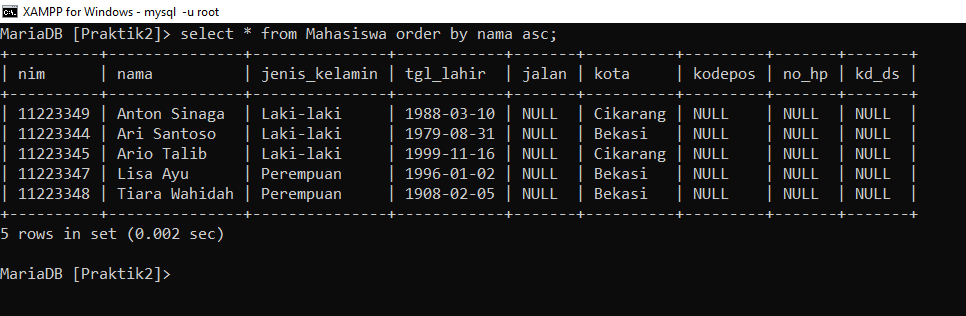 XAMPP for Windows - mysql -u root
MariaDB [Praktik2]> select * from Mahasiswa order by nama asc;
+----------+---------------+---------------+------------+-------+----------+---------+-------+-------+
| nim      | nama          | jenis_kelamin | tgl_lahir  | jalan | kota     | kodepos | no_hp | kd_ds |
+----------+---------------+---------------+------------+-------+----------+---------+-------+-------+
| 11223349 | Anton Sinaga  | Laki-laki     | 1988-03-10 | NULL  | Cikarang | NULL    | NULL  | NULL  |
| 11223344 | Ari Santoso   | Laki-laki     | 1979-08-31 | NULL  | Bekasi   | NULL    | NULL  | NULL  |
| 11223345 | Ario Talib    | Laki-laki     | 1999-11-16 | NULL  | Cikarang | NULL    | NULL  | NULL  |
| 11223347 | Lisa Ayu      | Perempuan     | 1996-01-02 | NULL  | Bekasi   | NULL    | NULL  | NULL  |
| 11223348 | Tiara Wahidah | Perempuan     | 1908-02-05 | NULL  | Bekasi   | NULL    | NULL  | NULL  |
+----------+---------------+---------------+------------+-------+----------+---------+-------+-------+
5 rows in set (0.002 sec)
MariaDB [Praktik2]>